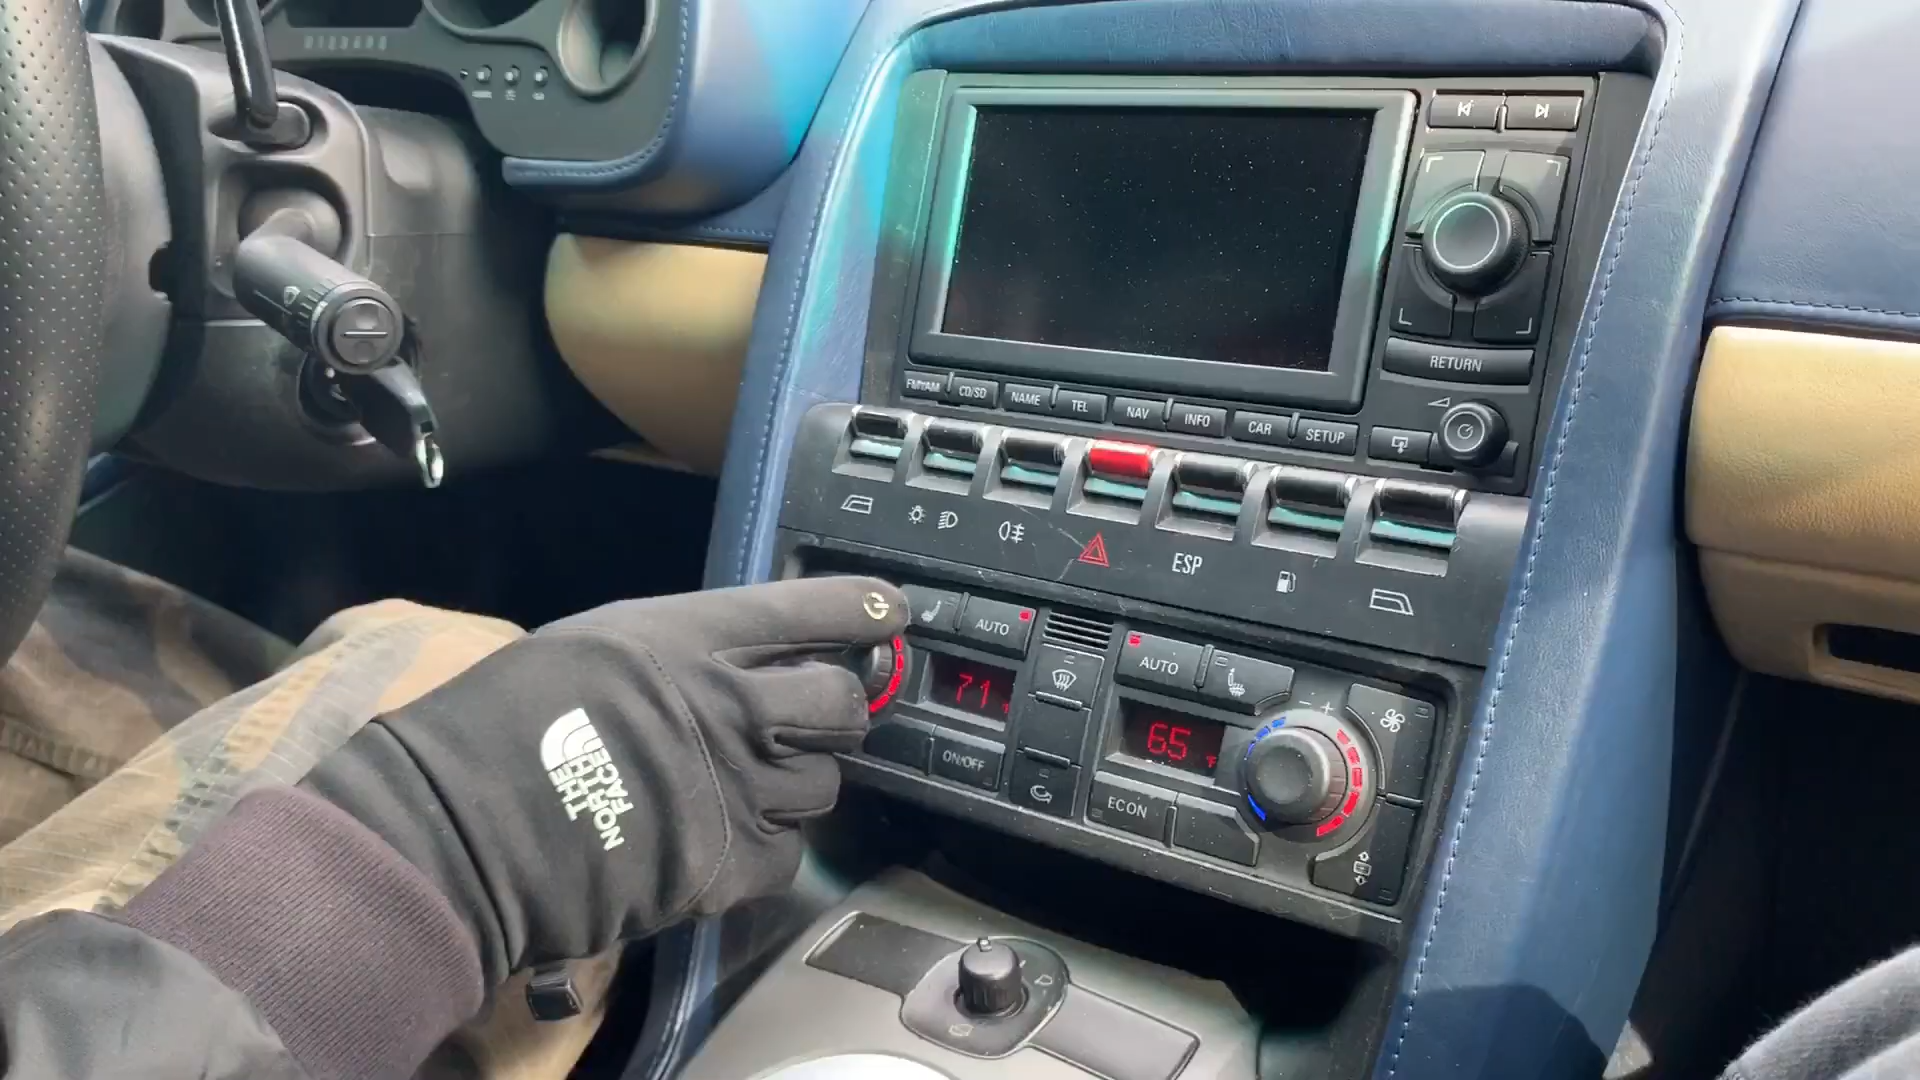 RETURN
FM/AM CD/SD NAME TEL NAV INFO CAR SETUP
ESP
AUTO
AUTO
71
65 °F
ON/OFF
ECON
- +
THE
NORTH
FACE